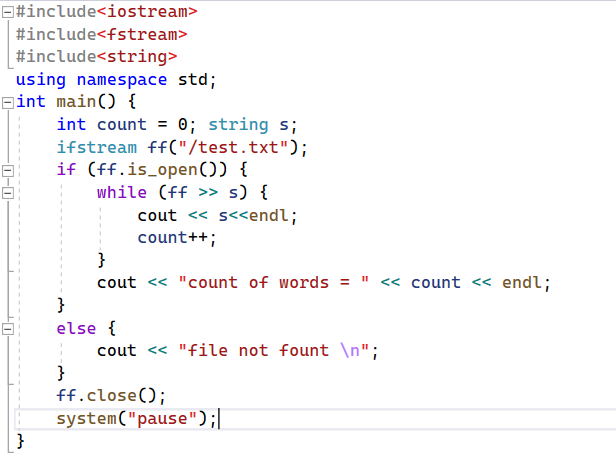 #include<iostream>
#include<fstream>
#include<string>
using namespace std;
int main() {
    int count = 0; string s;
    ifstream ff("/test.txt");
    if (ff.is_open()) {
        while (ff >> s) {
            cout << s<<endl;
            count++;
        }
        cout << "count of words = " << count << endl;
    }
    else {
        cout << "file not fount \n";
    }
    ff.close();
    system("pause");
}